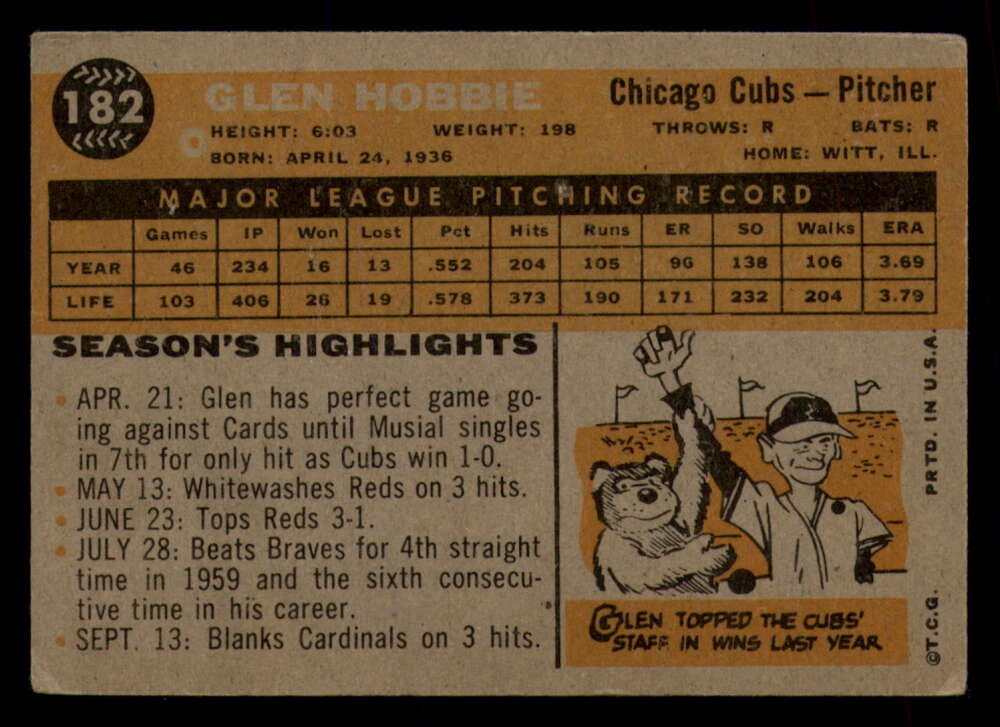 182
GLEN HOBBIE
Chicago Cubs — Pitcher
HEIGHT: 6:03 WEIGHT: 198 THROWS: R BATS: R
BORN: APRIL 24, 1936 HOME: WITT, ILL.
MAJOR LEAGUE PITCHING RECORD
Games IP Won Lost Pct Hits Runs ER SO Walks ERA
YEAR 46 234 16 13 .552 204 105 96 138 106 3.69
LIFE 103 406 26 19 .578 373 190 171 232 204 3.79
SEASON'S HIGHLIGHTS
• APR. 21: Glen has perfect game go-
ing against Cards until Musial singles
in 7th for only hit as Cubs win 1-0.
• MAY 13: Whitewashes Reds on 3 hits.
• JUNE 23: Tops Reds 3-1.
• JULY 28: Beats Braves for 4th straight
time in 1959 and the sixth consecu-
tive time in his career.
• SEPT. 13: Blanks Cardinals on 3 hits.
GLEN TOPPED THE CUBS'
STAFF IN WINS LAST YEAR
©T.C.G. PRTD. IN U.S.A.